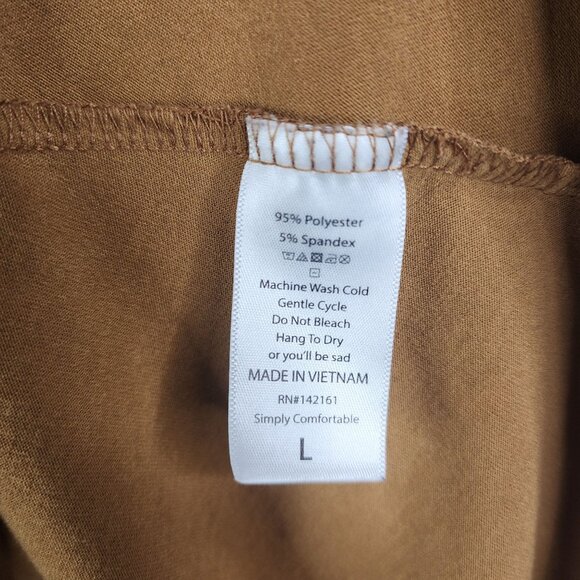 95% Polyester
5% Spandex
Machine Wash Cold
Gentle Cycle
Do Not Bleach
Hang To Dry
or you'll be sad
MADE IN VIETNAM
RN#142161
Simply Comfortable
L